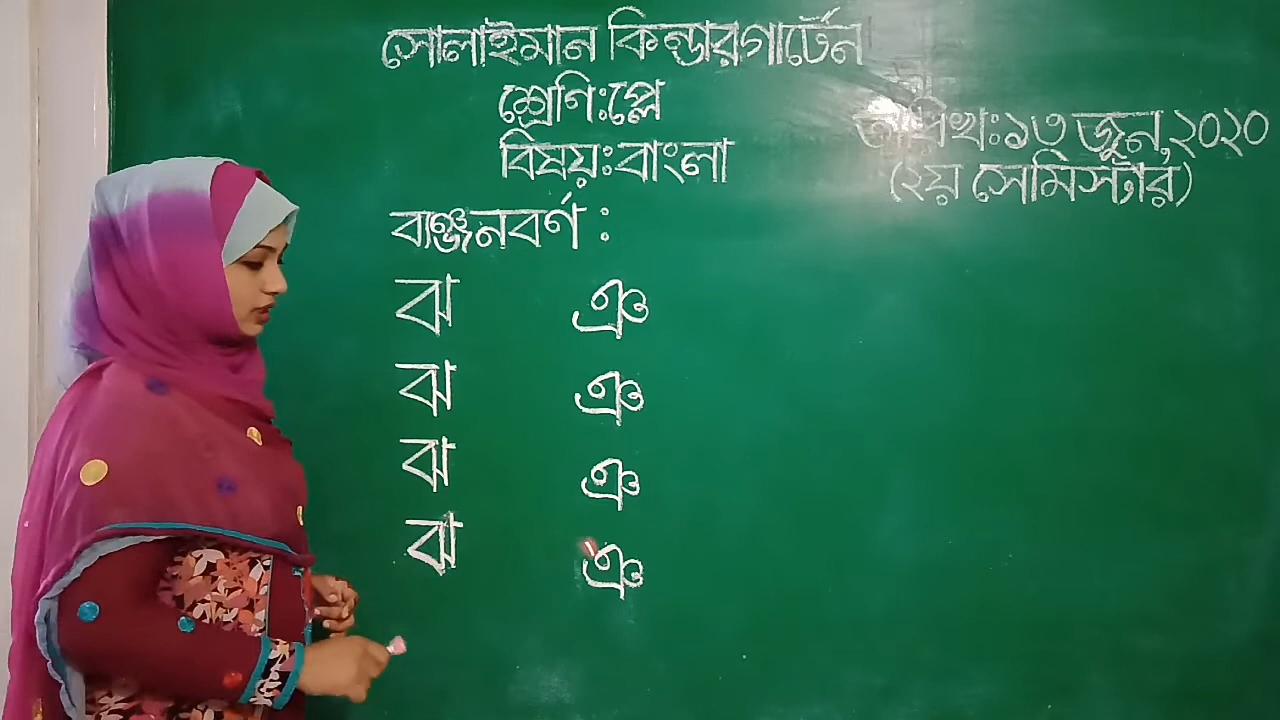 সোলাইমান কিন্ডারগার্টেন
শ্রেণি:প্লে
বিষয়:বাংলা
তারিখ:১৩ জুন,২০২০
(২য় সেমিস্টার)
ব্যঞ্জনবর্ণ :
ঝ ঞ
ঝ ঞ
ঝ ঞ
ঝ ঞ